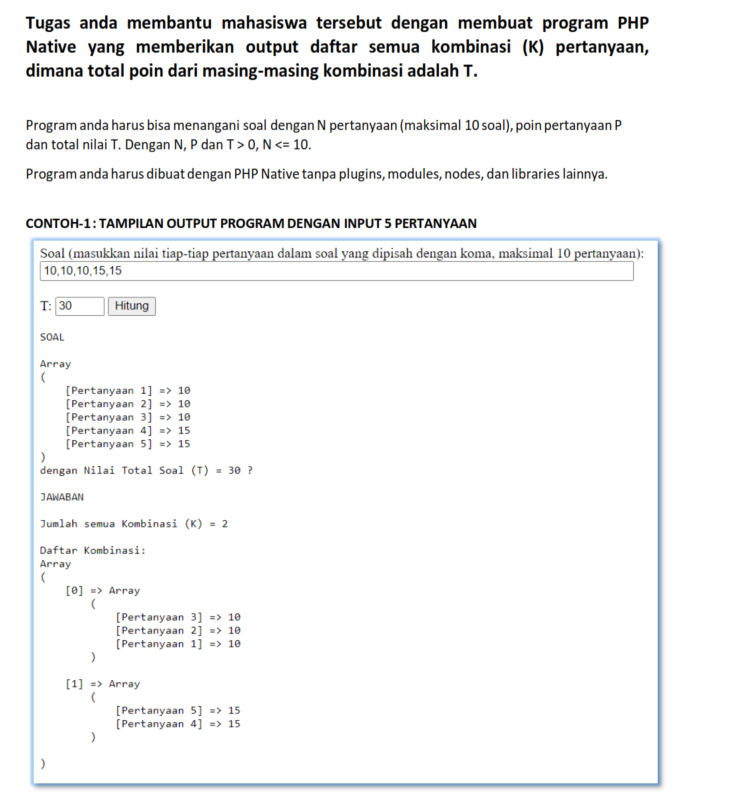 Tugas anda membantu mahasiswa tersebut dengan membuat program PHP
Native yang memberikan output daftar semua kombinasi (K) pertanyaan,
dimana total poin dari masing-masing kombinasi adalah T.
Program anda harus bisa menangani soal dengan N pertanyaan (maksimal 10 soal), poin pertanyaan P
dan total nilai T. Dengan N, P dan T > 0, N <= 10.
Program anda harus dibuat dengan PHP Native tanpa plugins, modules, nodes, dan libraries lainnya.
CONTOH-1: TAMPILAN OUTPUT PROGRAM DENGAN INPUT 5 PERTANYAAN
Soal (masukkan nilai tiap-tiap pertanyaan dalam soal yang dipisah dengan koma, maksimal 10 pertanyaan):
10,10,10,15,15
T: 30 Hitung
SOAL
Array
(
[Pertanyaan 1] => 10
[Pertanyaan 2] => 10
[Pertanyaan 3] => 10
[Pertanyaan 4] => 15
[Pertanyaan 5] => 15
)
dengan Nilai Total Soal (T) = 30 ?
JAWABAN
Jumlah semua Kombinasi (K) = 2
Daftar Kombinasi:
Array
(
[0] => Array
(
[Pertanyaan 3] => 10
[Pertanyaan 2] => 10
[Pertanyaan 1] => 10
)
[1] => Array
(
[Pertanyaan 5] => 15
[Pertanyaan 4] => 15
)
)